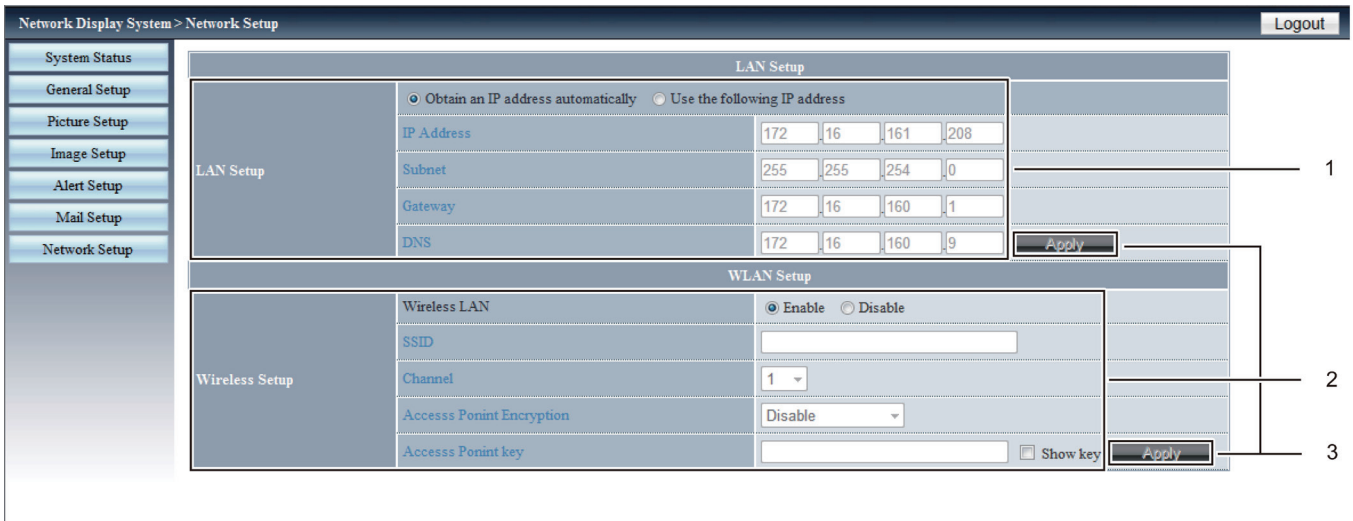 Network Display System > Network Setup
Logout
System Status
General Setup
Picture Setup
Image Setup
Alert Setup
Mail Setup
Network Setup
LAN Setup
LAN Setup
Obtain an IP address automatically Use the following IP address
IP Address 172 .16 .161 .208
Subnet 255 .255 .254 .0
Gateway 172 .16 .160 .1
DNS 172 .16 .160 .9 Apply
1
WLAN Setup
Wireless Setup
Wireless LAN Enable Disable
SSID
Channel 1
Accesss Ponint Encryption Disable
Accesss Ponint key Show key Apply
2
3